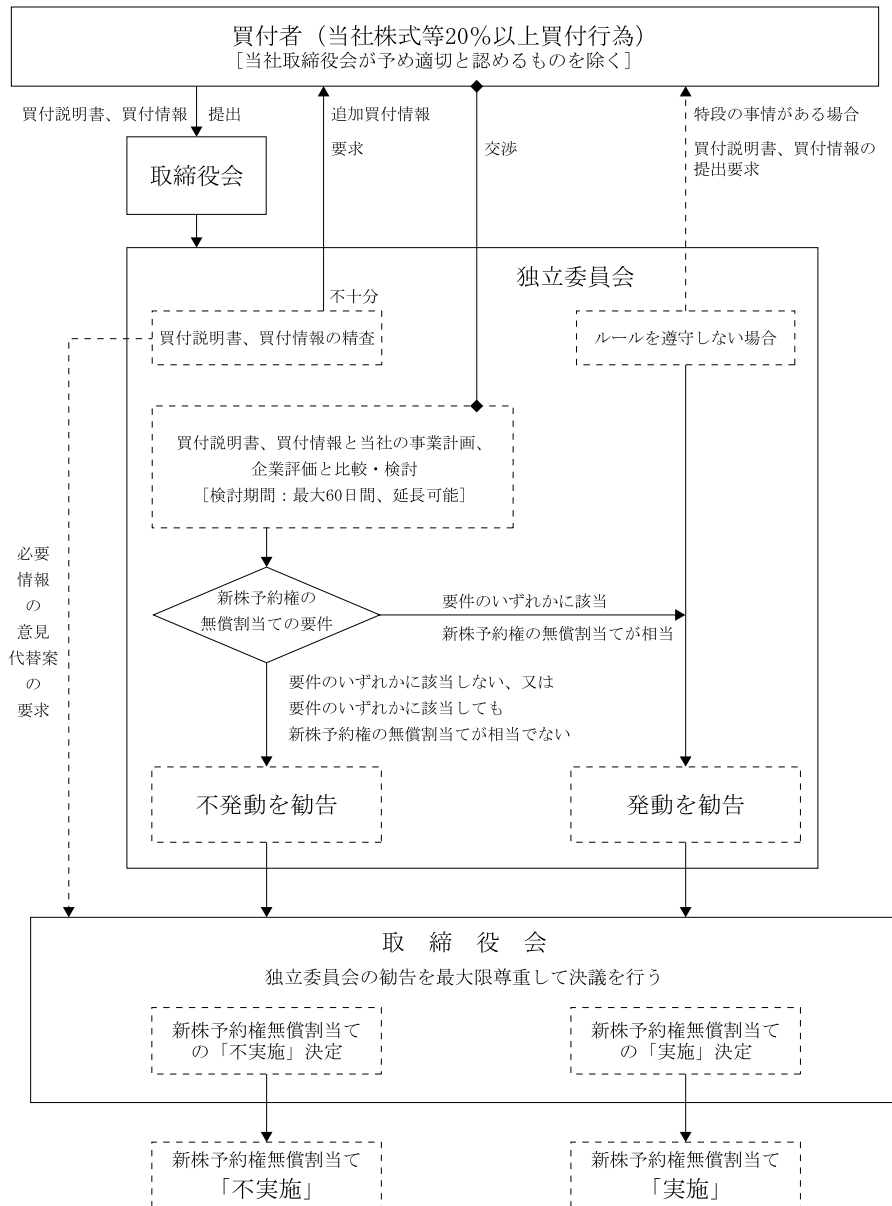 買付者（当社株式等20％以上買付行為）
［当社取締役会が予め適切と認めるものを除く］
買付説明書、買付情報
提出
追加買付情報
要求
交渉
特段の事情がある場合
買付説明書、買付情報の
提出要求
取締役会
独立委員会
不十分
買付説明書、買付情報の精査
ルールを遵守しない場合
買付説明書、買付情報と当社の事業計画、
企業評価と比較・検討
［検討期間：最大60日間、延長可能］
必要
情報
の
意見
代替案
の
要求
新株予約権の
無償割当ての要件
要件のいずれかに該当
新株予約権の無償割当てが相当
要件のいずれかに該当しない、又は
要件のいずれかに該当しても
新株予約権の無償割当てが相当でない
不発動を勧告
発動を勧告
取　締　役　会
独立委員会の勧告を最大限尊重して決議を行う
新株予約権無償割当て
の「不実施」決定
新株予約権無償割当て
の「実施」決定
新株予約権無償割当て
「不実施」
新株予約権無償割当て
「実施」